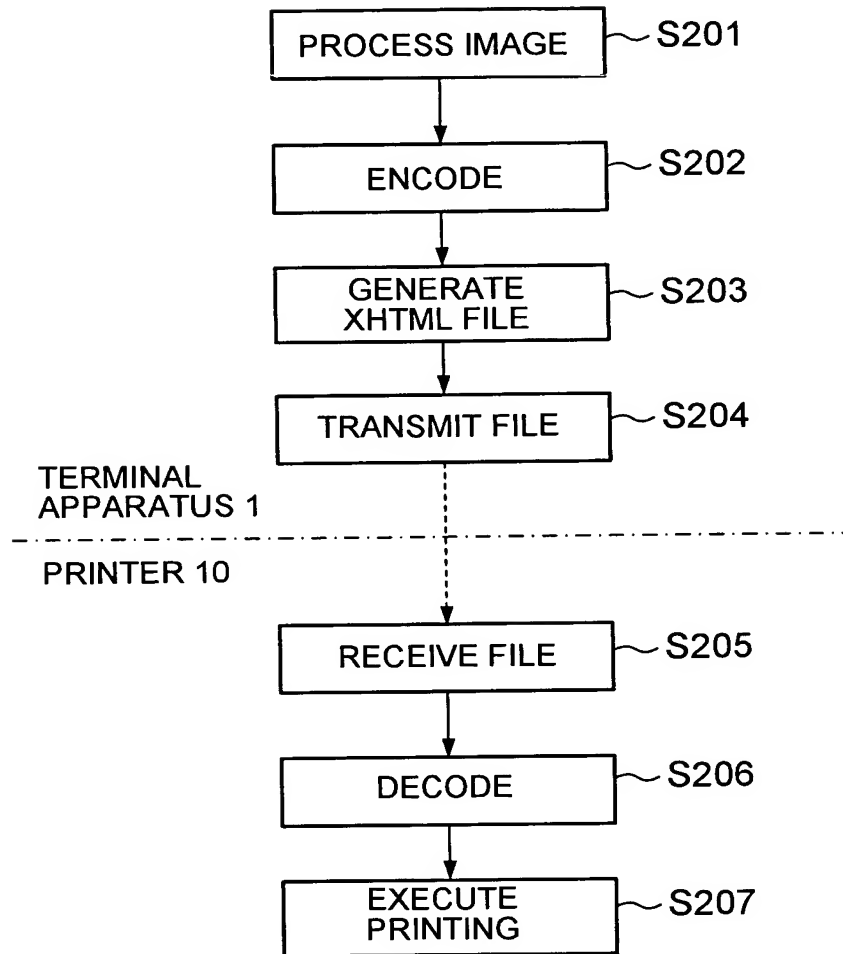 PROCESS IMAGE S201
ENCODE S202
GENERATE
XHTML FILE S203
TRANSMIT FILE S204
TERMINAL
APPARATUS 1
PRINTER 10
RECEIVE FILE S205
DECODE S206
EXECUTE
PRINTING S207